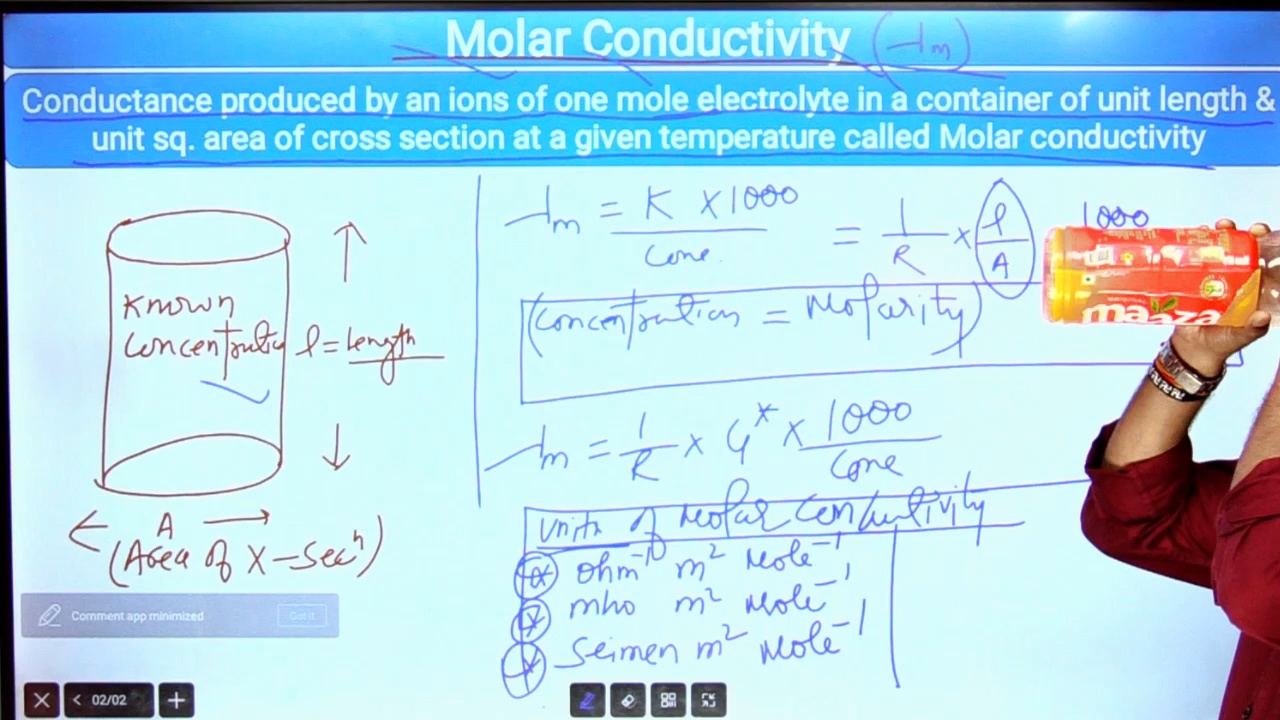 Molar Conductivity (Λm)
Conductance produced by an ions of one mole electrolyte in a container of unit length &
unit sq. area of cross section at a given temperature called Molar conductivity
Known
Concentration
l = Length
A
(Area of X-Secⁿ)
Λm = K × 1000 / Conc. = 1/R × l/A 1000
(Concentration = Molarity)
Λm = 1/R × G* × 1000/Conc
Units of Molar Conductivity
ohm⁻¹ m² Mole⁻¹
mho m² Mole⁻¹
Seimen m² Mole⁻¹
maaza
Comment app minimized
Got it
02/02